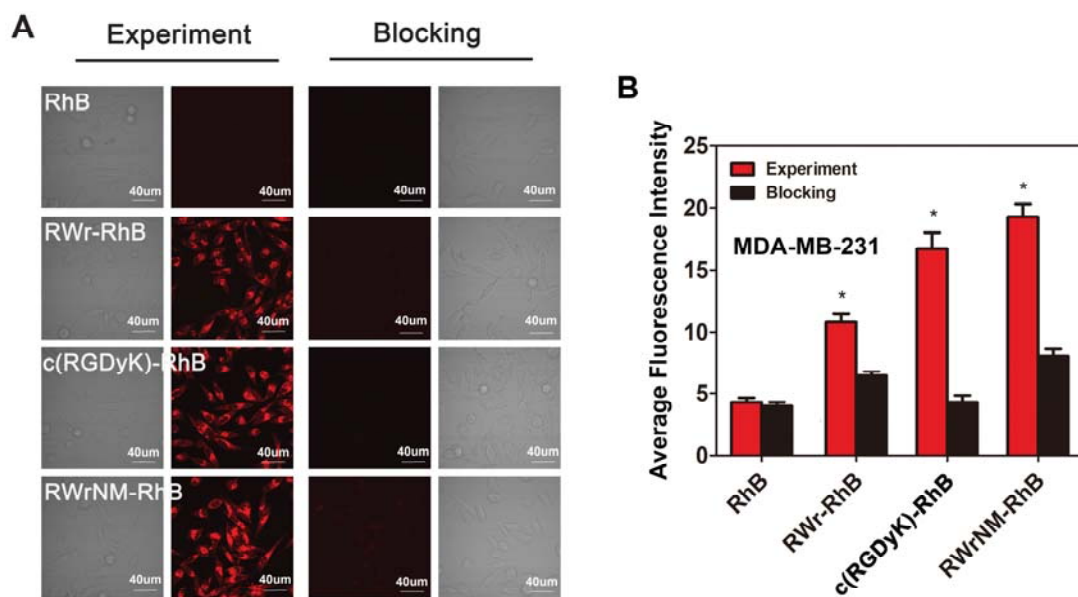 A
Experiment
Blocking
RhB
40um
40um
40um
40um
RWr-RhB
40um
40um
40um
40um
c(RGDyK)-RhB
40um
40um
40um
40um
RWrNM-RhB
40um
40um
40um
40um
B
Average Fluorescence Intensity
25
20
15
10
5
0
Experiment
Blocking
MDA-MB-231
*
*
*
RhB
RWr-RhB
c(RGDyK)-RhB
RWrNM-RhB